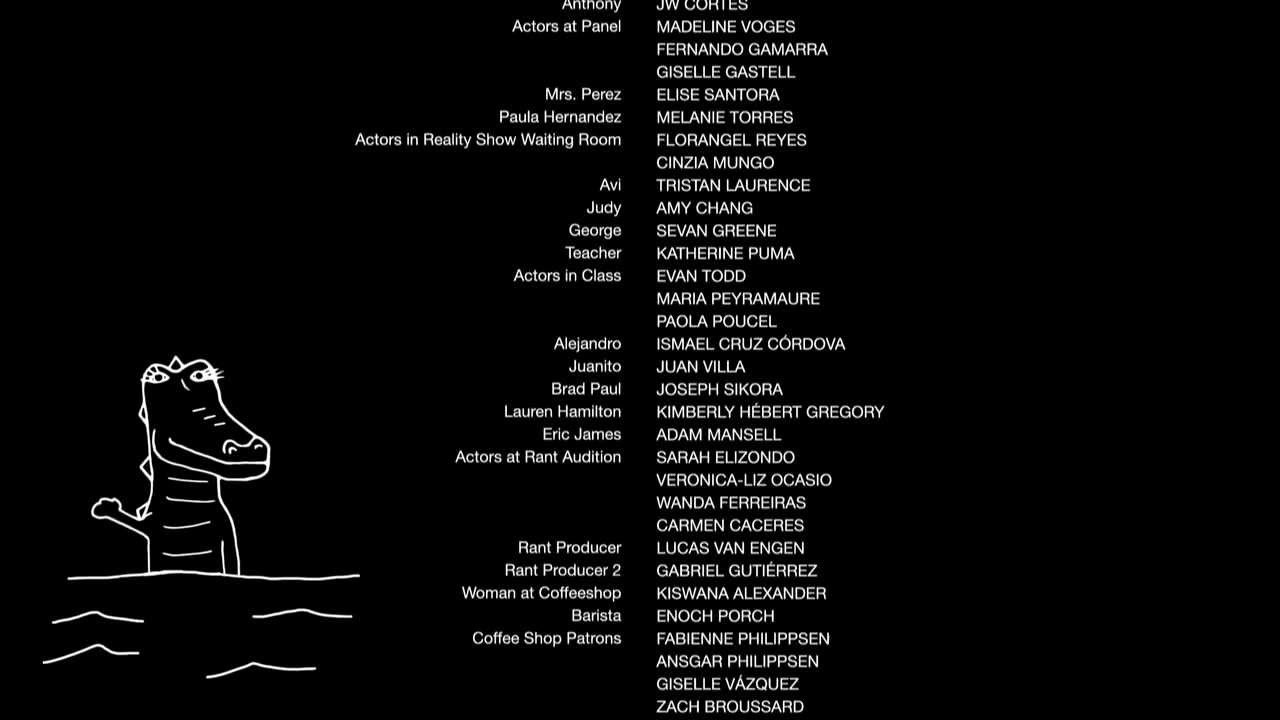 Anthony JW CORTES
Actors at Panel MADELINE VOGES
FERNANDO GAMARRA
GISELLE GASTELL
Mrs. Perez ELISE SANTORA
Paula Hernandez MELANIE TORRES
Actors in Reality Show Waiting Room FLORANGEL REYES
CINZIA MUNGO
Avi TRISTAN LAURENCE
Judy AMY CHANG
George SEVAN GREENE
Teacher KATHERINE PUMA
Actors in Class EVAN TODD
MARIA PEYRAMAURE
PAOLA POUCEL
Alejandro ISMAEL CRUZ CÓRDOVA
Juanito JUAN VILLA
Brad Paul JOSEPH SIKORA
Lauren Hamilton KIMBERLY HÉBERT GREGORY
Eric James ADAM MANSELL
Actors at Rant Audition SARAH ELIZONDO
VERONICA-LIZ OCASIO
WANDA FERREIRAS
CARMEN CACERES
Rant Producer LUCAS VAN ENGEN
Rant Producer 2 GABRIEL GUTIÉRREZ
Woman at Coffeeshop KISWANA ALEXANDER
Barista ENOCH PORCH
Coffee Shop Patrons FABIENNE PHILIPPSEN
ANSGAR PHILIPPSEN
GISELLE VÁZQUEZ
ZACH BROUSSARD